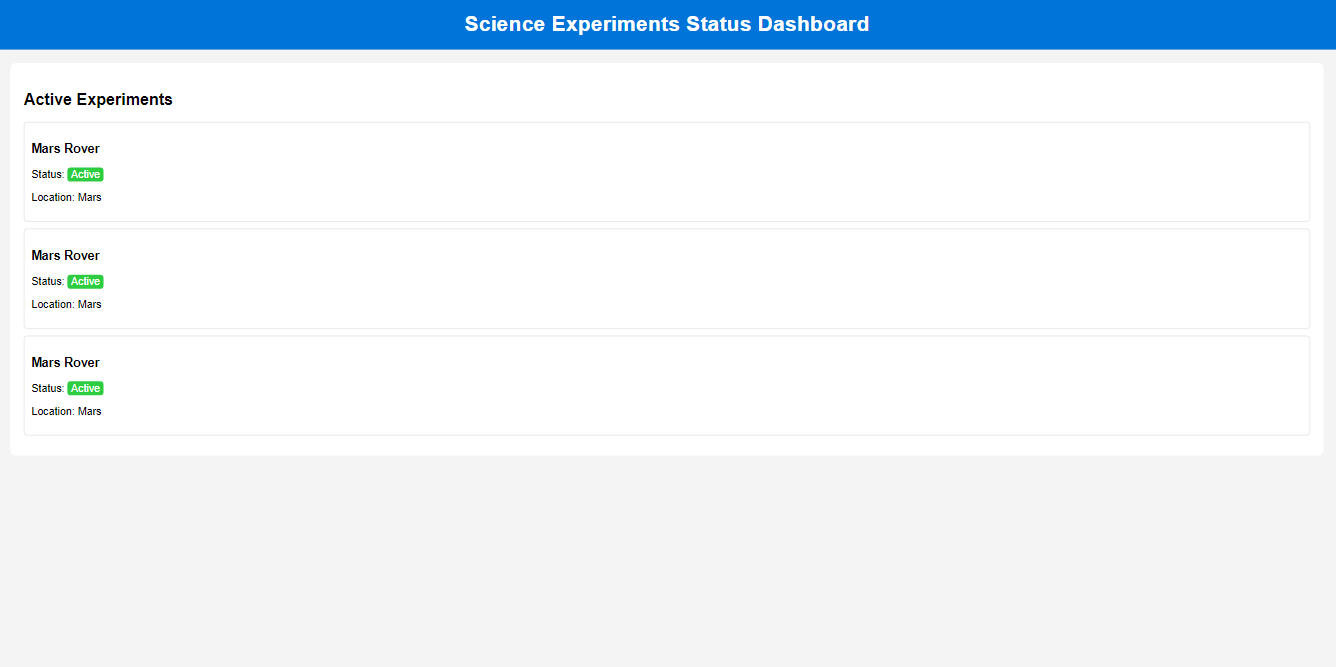 Science Experiments Status Dashboard
Active Experiments
Mars Rover
Status: Active
Location: Mars
Mars Rover
Status: Active
Location: Mars
Mars Rover
Status: Active
Location: Mars